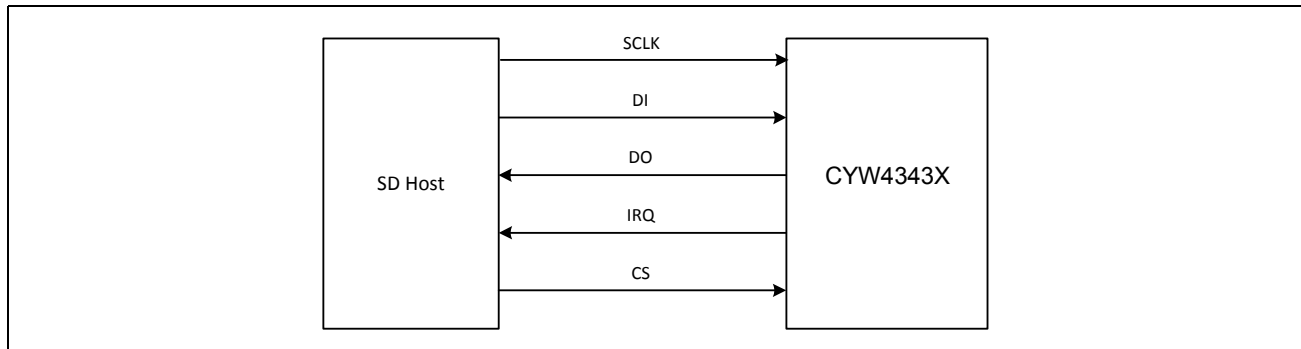 SCLK
DI
DO
SD Host
CYW4343X
IRQ
CS